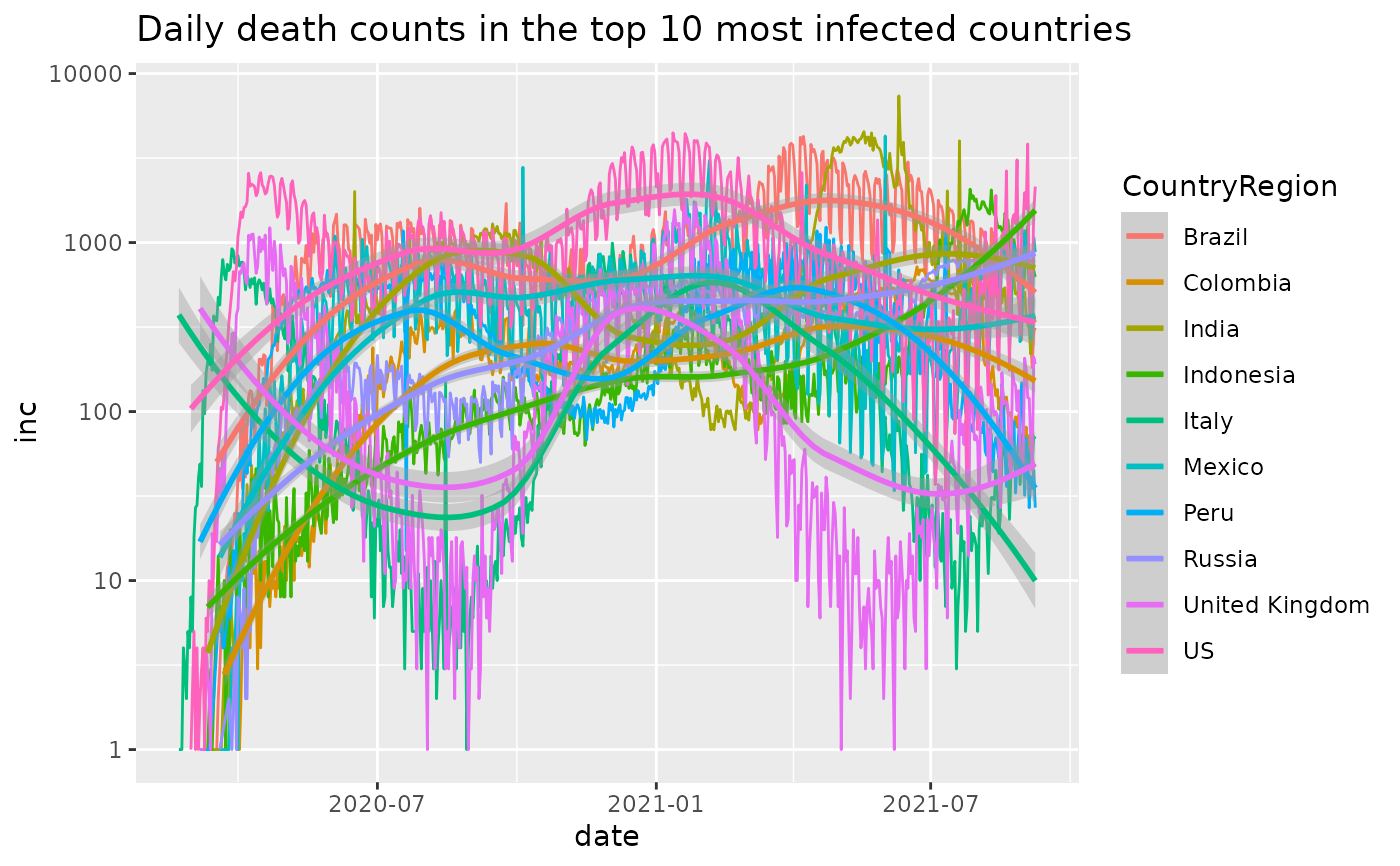 Daily death counts in the top 10 most infected countries
10000
1000
100
10
1
inc
2020-07
2021-01
2021-07
date
CountryRegion
Brazil
Colombia
India
Indonesia
Italy
Mexico
Peru
Russia
United Kingdom
US